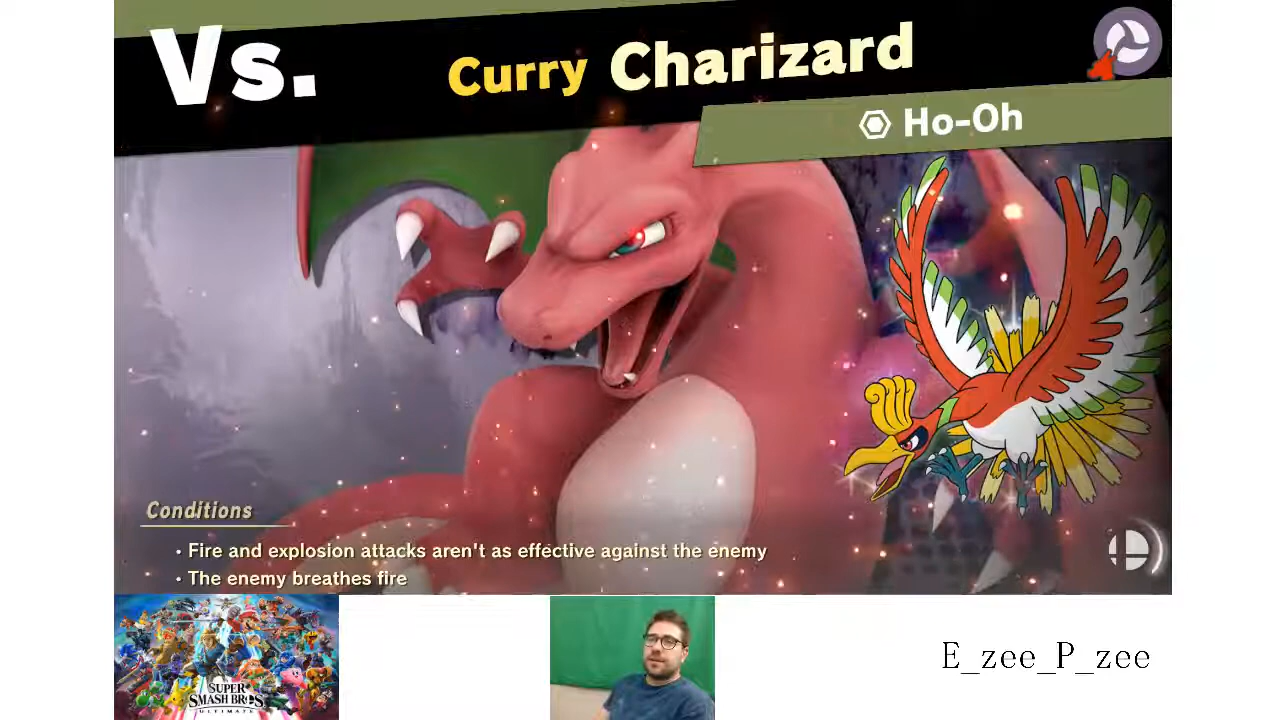 Vs.
Curry Charizard
Ho-Oh
Conditions
• Fire and explosion attacks aren't as effective against the enemy
• The enemy breathes fire
SUPER
SMASH BROS.
ULTIMATE
E_zee_P_zee